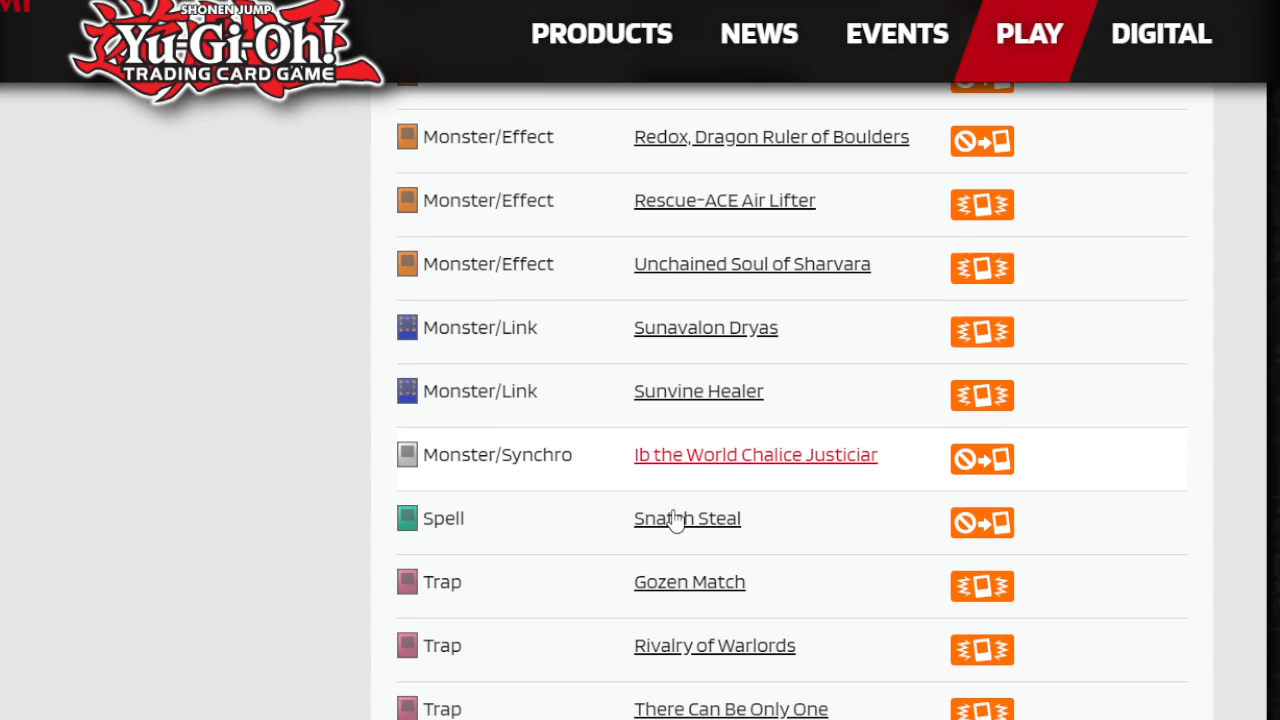 SHONEN JUMP
Yu-Gi-Oh!
TRADING CARD GAME
PRODUCTS NEWS EVENTS PLAY DIGITAL
Monster/Effect Redox, Dragon Ruler of Boulders
Monster/Effect Rescue-ACE Air Lifter
Monster/Effect Unchained Soul of Sharvara
Monster/Link Sunavalon Dryas
Monster/Link Sunvine Healer
Monster/Synchro Ib the World Chalice Justiciar
Spell Snatch Steal
Trap Gozen Match
Trap Rivalry of Warlords
Trap There Can Be Only One